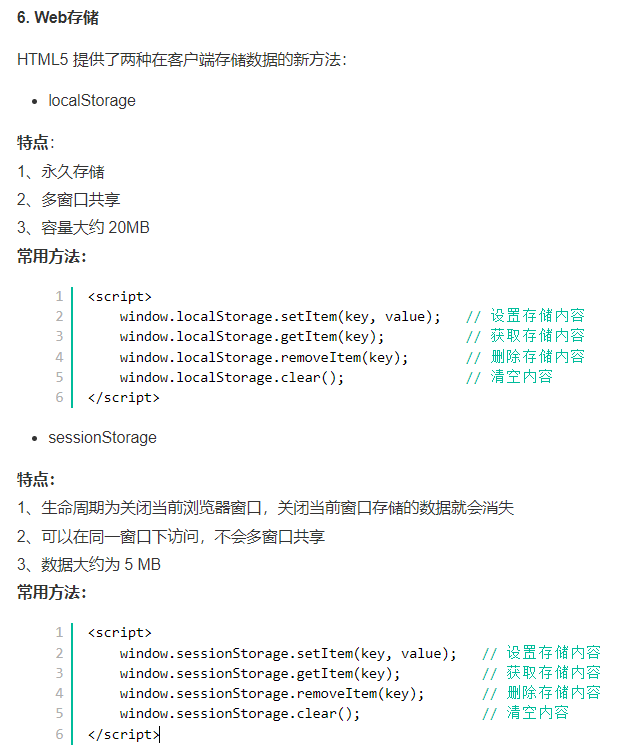 6. Web存储
HTML5 提供了两种在客户端存储数据的新方法：
• localStorage
特点：
1、永久存储
2、多窗口共享
3、容量大约 20MB
常用方法：
1 <script>
2     window.localStorage.setItem(key, value);   // 设置存储内容
3     window.localStorage.getItem(key);          // 获取存储内容
4     window.localStorage.removeItem(key);       // 删除存储内容
5     window.localStorage.clear();               // 清空内容
6 </script>
• sessionStorage
特点：
1、生命周期为关闭当前浏览器窗口，关闭当前窗口存储的数据就会消失
2、可以在同一窗口下访问，不会多窗口共享
3、数据大约为 5 MB
常用方法：
1 <script>
2     window.sessionStorage.setItem(key, value);   // 设置存储内容
3     window.sessionStorage.getItem(key);          // 获取存储内容
4     window.sessionStorage.removeItem(key);       // 删除存储内容
5     window.sessionStorage.clear();               // 清空内容
6 </script>